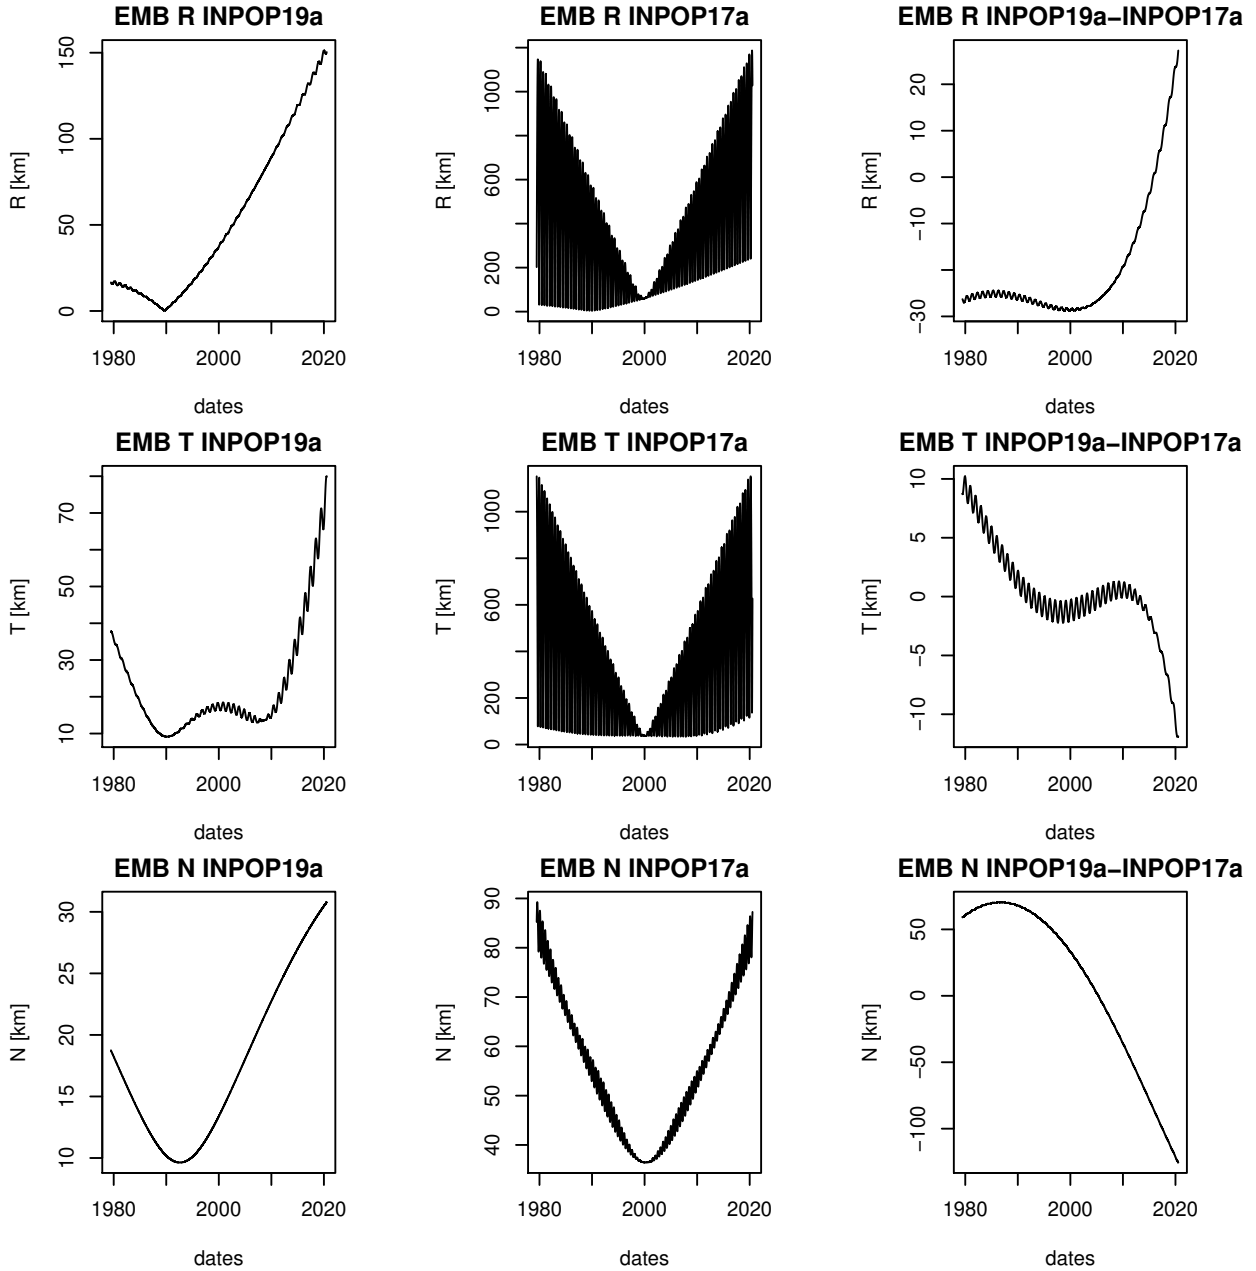 EMB R INPOP19a
R [km]
150
100
50
0
1980 2000 2020
dates
EMB R INPOP17a
R [km]
1000
600
200
0
1980 2000 2020
dates
EMB R INPOP19a−INPOP17a
R [km]
20
10
0
−10
−30
1980 2000 2020
dates
EMB T INPOP19a
T [km]
70
50
30
10
1980 2000 2020
dates
EMB T INPOP17a
T [km]
1000
600
200
0
1980 2000 2020
dates
EMB T INPOP19a−INPOP17a
T [km]
10
5
0
−5
−10
1980 2000 2020
dates
EMB N INPOP19a
N [km]
30
25
20
15
10
1980 2000 2020
dates
EMB N INPOP17a
N [km]
90
80
70
60
50
40
1980 2000 2020
dates
EMB N INPOP19a−INPOP17a
N [km]
50
0
−50
−100
1980 2000 2020
dates